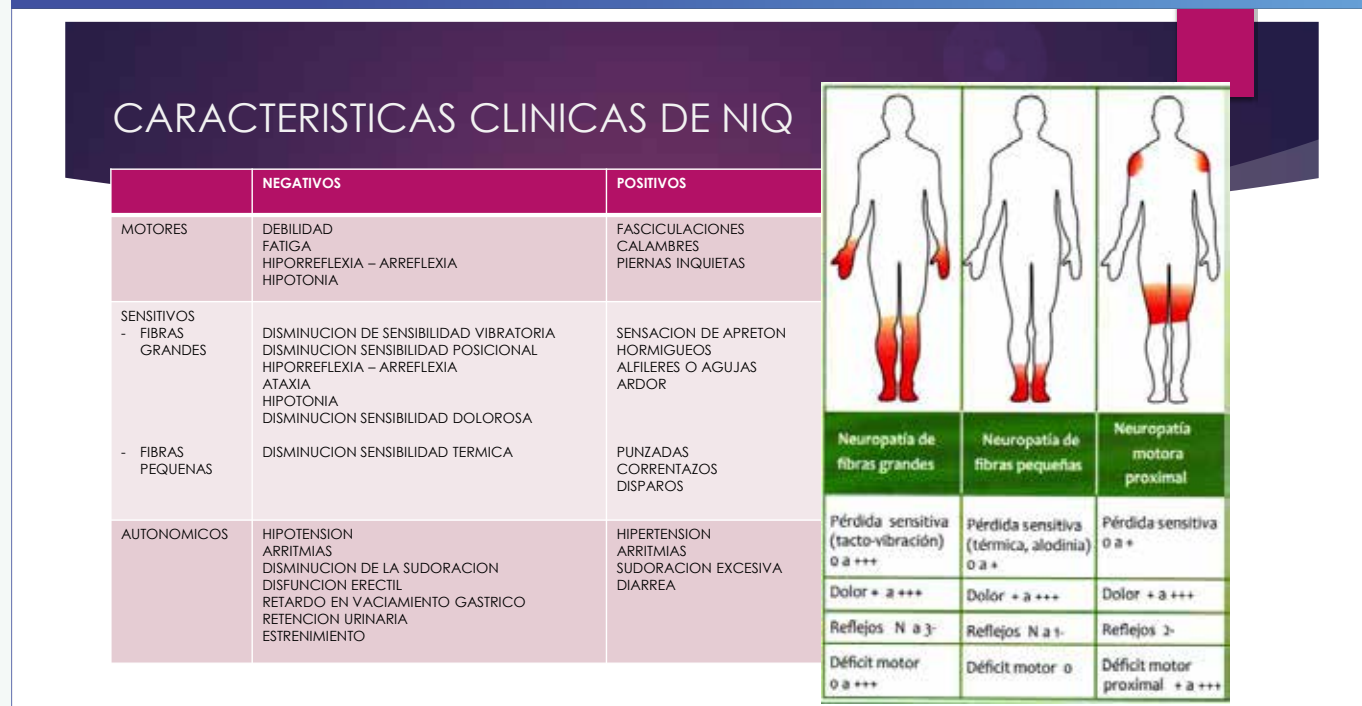 CARACTERISTICAS CLINICAS DE NIQ
NEGATIVOS
POSITIVOS
MOTORES
DEBILIDAD
FATIGA
HIPORREFLEXIA – ARREFLEXIA
HIPOTONIA
FASCICULACIONES
CALAMBRES
PIERNAS INQUIETAS
SENSITIVOS
- FIBRAS
GRANDES
DISMINUCION DE SENSIBILIDAD VIBRATORIA
DISMINUCION SENSIBILIDAD POSICIONAL
HIPORREFLEXIA – ARREFLEXIA
ATAXIA
HIPOTONIA
DISMINUCION SENSIBILIDAD DOLOROSA
SENSACION DE APRETON
HORMIGUEOS
ALFILERES O AGUJAS
ARDOR
- FIBRAS
PEQUENAS
DISMINUCION SENSIBILIDAD TERMICA
PUNZADAS
CORRENTAZOS
DISPAROS
AUTONOMICOS
HIPOTENSION
ARRITMIAS
DISMINUCION DE LA SUDORACION
DISFUNCION ERECTIL
RETARDO EN VACIAMIENTO GASTRICO
RETENCION URINARIA
ESTRENIMIENTO
HIPERTENSION
ARRITMIAS
SUDORACION EXCESIVA
DIARREA
Neuropatía de
fibras grandes
Neuropatía de
fibras pequeñas
Neuropatía
motora
proximal
Pérdida sensitiva
(tacto-vibración)
0 a +++
Pérdida sensitiva
(térmica, alodinia)
0 a +
Pérdida sensitiva
0 a +
Dolor + a +++
Dolor + a +++
Dolor + a +++
Reflejos N a 3-
Reflejos N a 1-
Reflejos 2-
Déficit motor
0 a +++
Déficit motor 0
Déficit motor
proximal + a +++